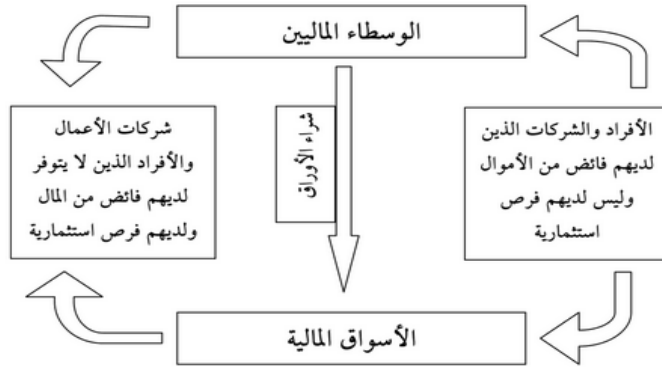 الوسطاء الماليين
الأفراد والشركات الذين
لديهم فائض من الأموال
وليس لديهم فرص
استثمارية
شراء الأوراق
شركات الأعمال
والأفراد الذين لا يتوفر
لديهم فائض من المال
ولديهم فرص استثمارية
الأسواق المالية